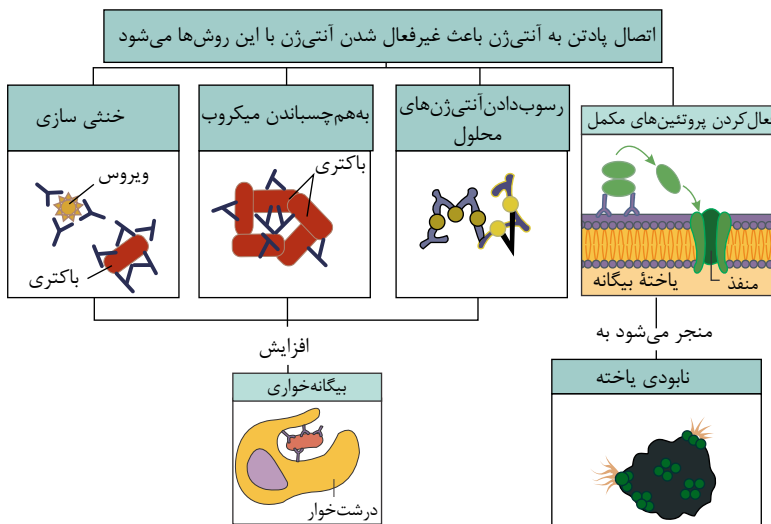 اتصال پادتن به آنتی‌ژن باعث غیرفعال شدن آنتی‌ژن با این روش‌ها می‌شود
فعال‌کردن پروتئین‌های مکمل
رسوب‌دادن‌آنتی‌ژن‌های
محلول
به‌هم‌چسباندن میکروب
خنثی سازی
باکتری
ویروس
باکتری
یاختهٔ بیگانه
منفذ
منجر می‌شود به
افزایش
نابودی یاخته
بیگانه‌خواری
درشت‌خوار